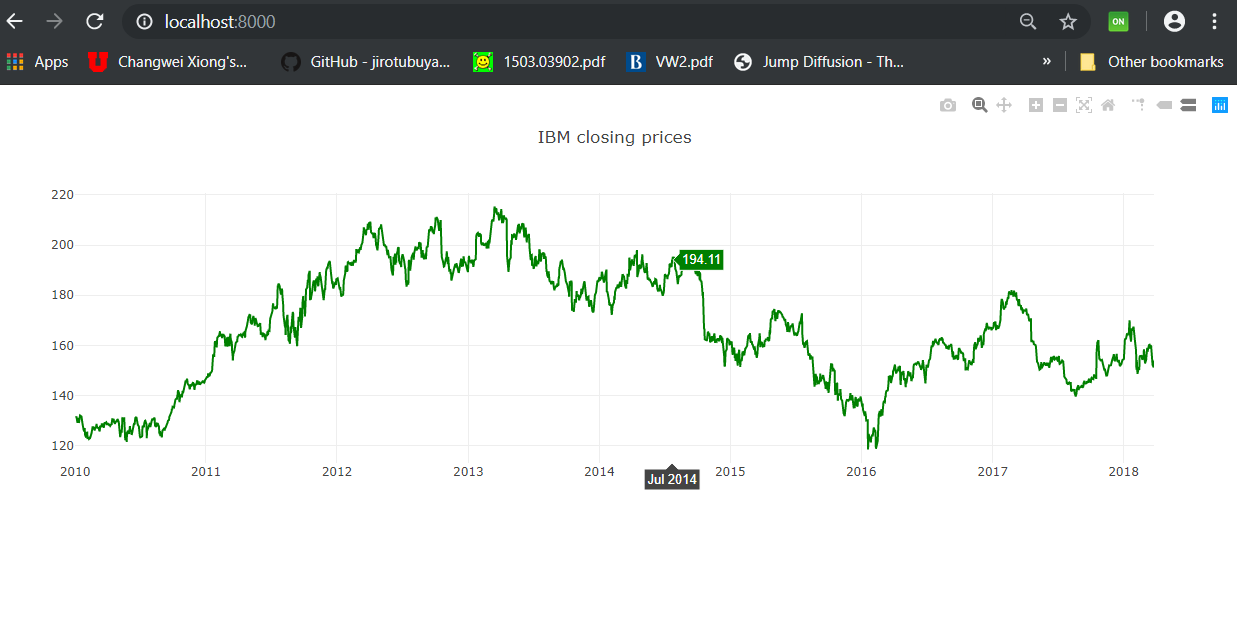 localhost:8000
ON
Apps
Changwei Xiong's...
GitHub - jirotubuya...
1503.03902.pdf
B
VW2.pdf
Jump Diffusion - Th...
»
Other bookmarks
IBM closing prices
220
200
180
160
140
120
194.11
2010
2011
2012
2013
2014
2015
2016
2017
2018
Jul 2014